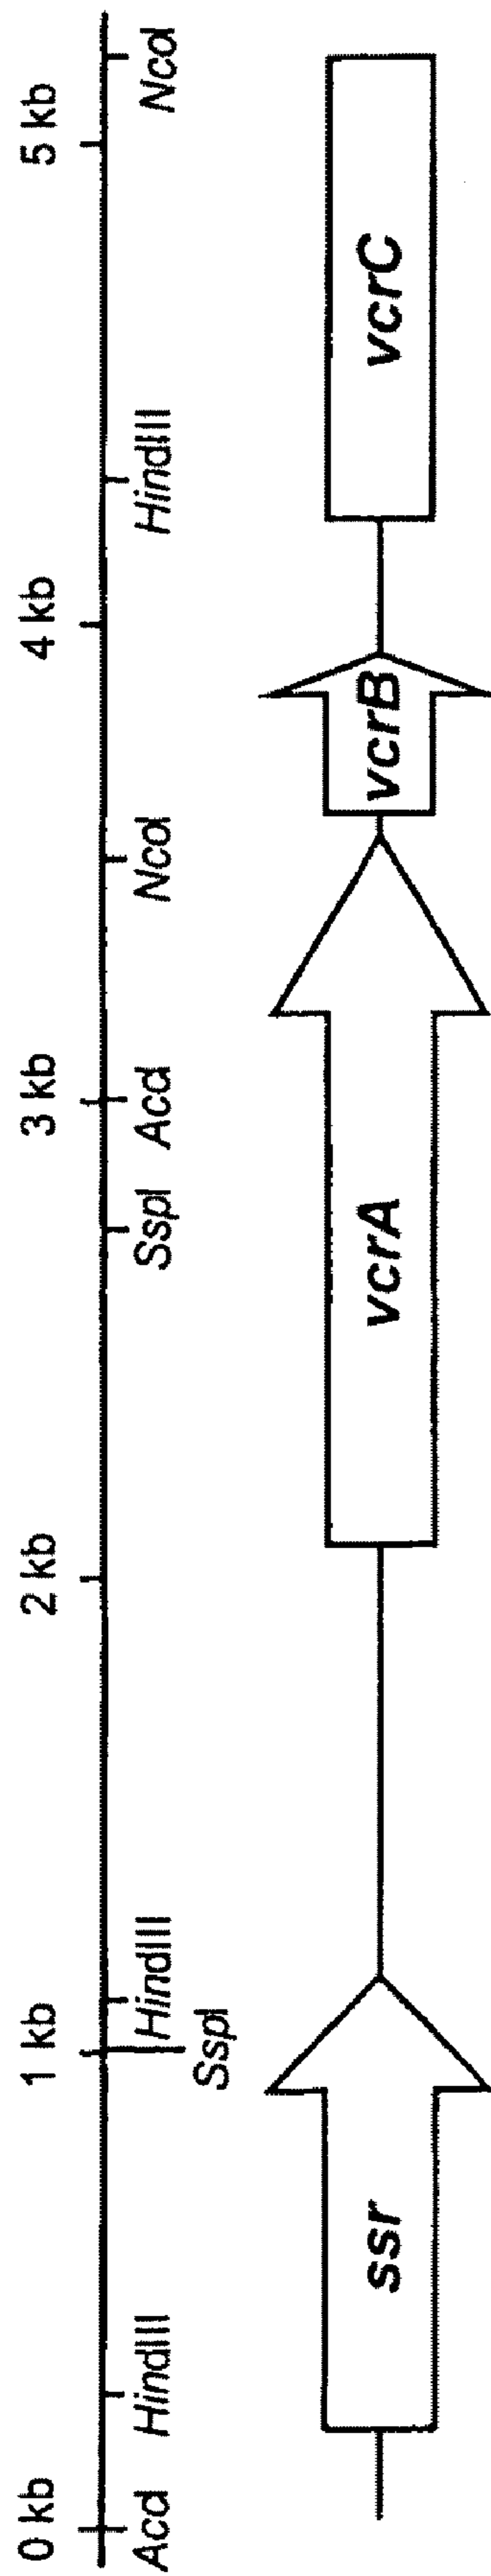 0 kb 1 kb 2 kb 3 kb 4 kb 5 kb
AccI HindIII HindIII SspI AccI NcoI HindIII NcoI
SspI
ssr vcrA vcrB vcrC